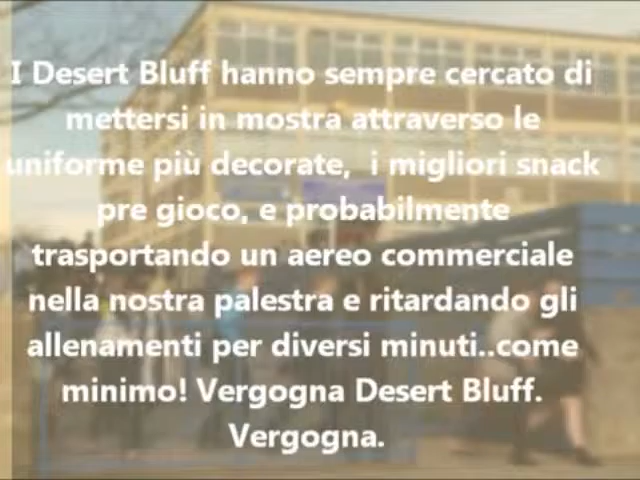 I Desert Bluff hanno sempre cercato di
mettersi in mostra attraverso le
uniforme più decorate, i migliori snack
pre gioco, e probabilmente
trasportando un aereo commerciale
nella nostra palestra e ritardando gli
allenamenti per diversi minuti..come
minimo! Vergogna Desert Bluff.
Vergogna.